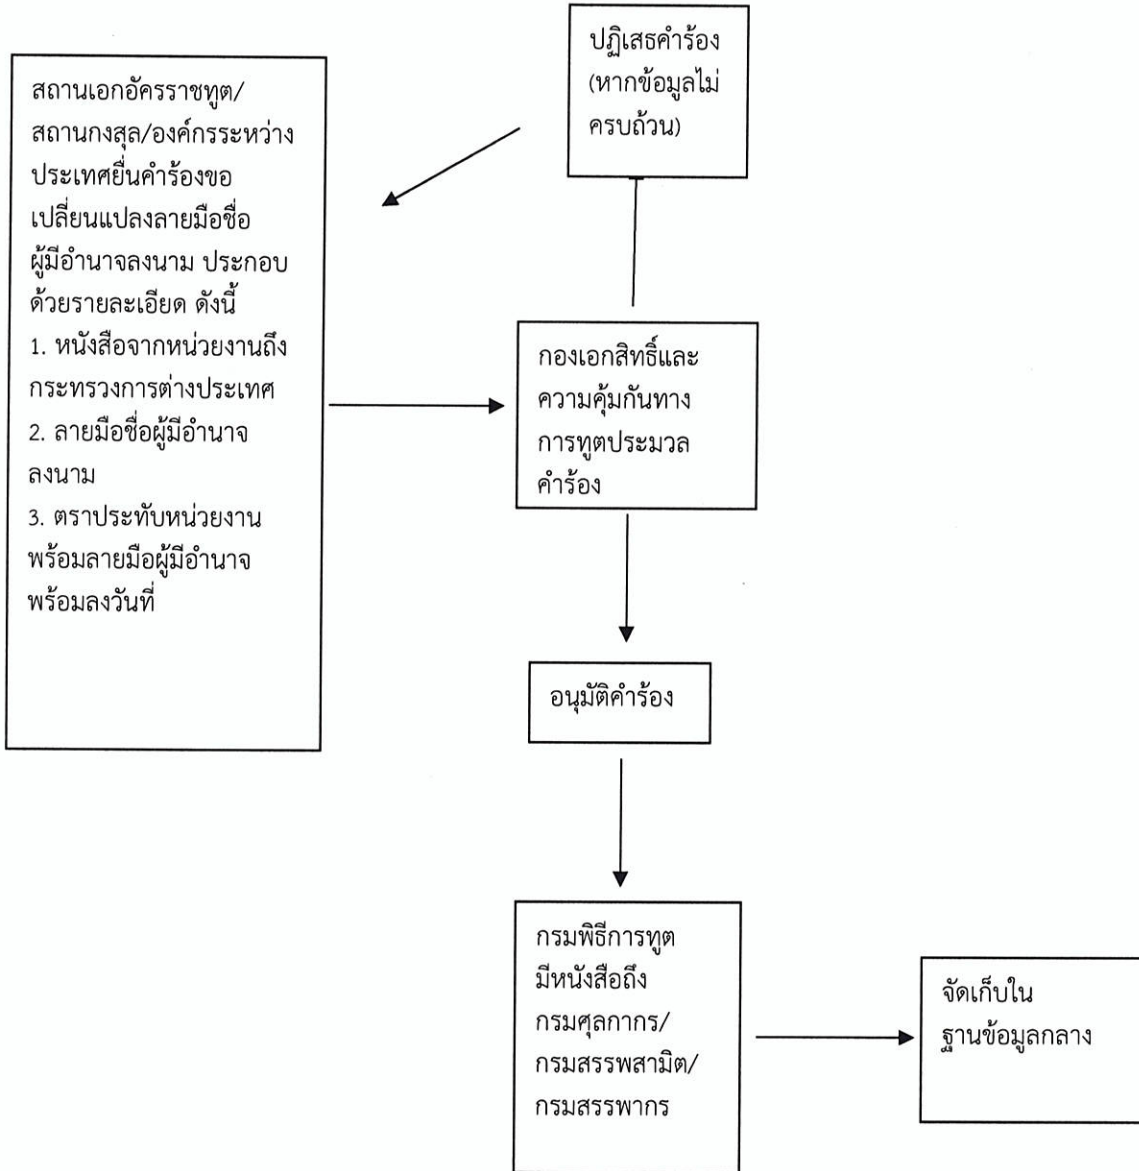 ปฏิเสธคำร้อง
(หากข้อมูลไม่
ครบถ้วน)
สถานเอกอัครราชทูต/
สถานกงสุล/องค์กรระหว่าง
ประเทศยื่นคำร้องขอ
เปลี่ยนแปลงลายมือชื่อ
ผู้มีอำนาจลงนาม ประกอบ
ด้วยรายละเอียด ดังนี้
1. หนังสือจากหน่วยงานถึง
กระทรวงการต่างประเทศ
2. ลายมือชื่อผู้มีอำนาจ
ลงนาม
3. ตราประทับหน่วยงาน
พร้อมลายมือผู้มีอำนาจ
พร้อมลงวันที่
กองเอกสิทธิ์และ
ความคุ้มกันทาง
การทูตประมวล
คำร้อง
อนุมัติคำร้อง
กรมพิธีการทูต
มีหนังสือถึง
กรมศุลกากร/
กรมสรรพสามิต/
กรมสรรพากร
จัดเก็บใน
ฐานข้อมูลกลาง